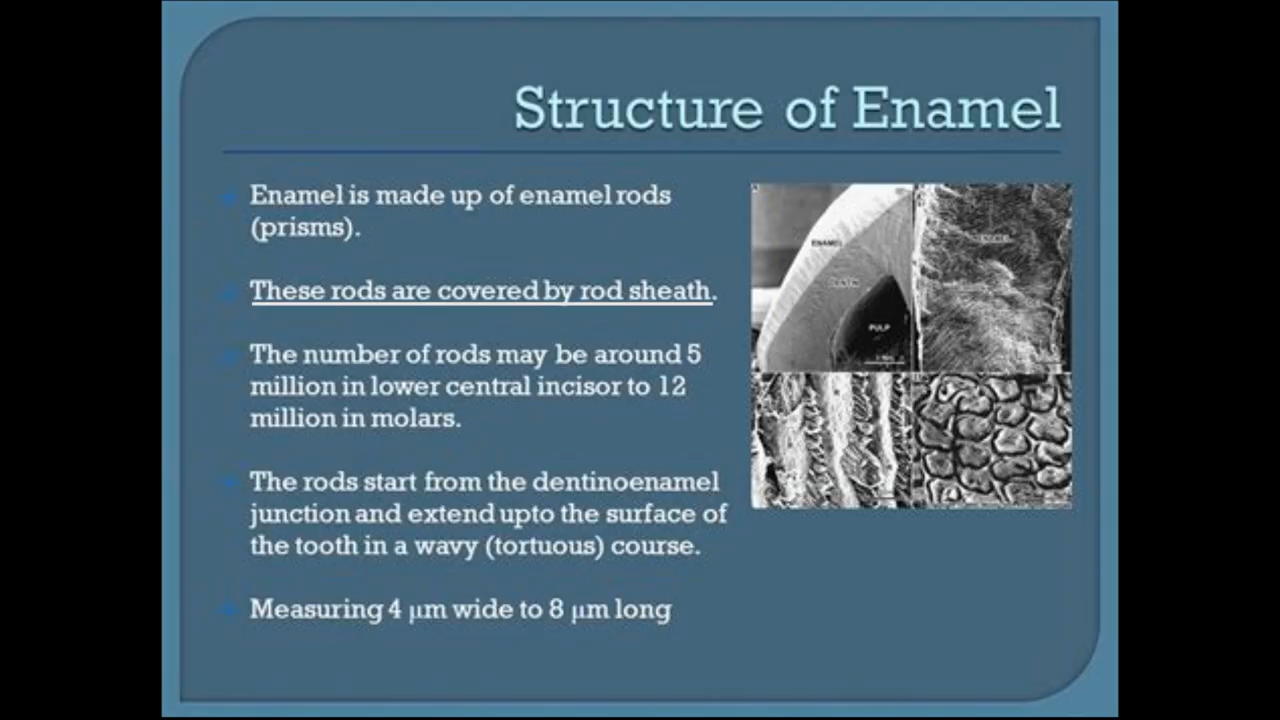 Structure of Enamel
Enamel is made up of enamel rods
(prisms).
These rods are covered by rod sheath.
The number of rods may be around 5
million in lower central incisor to 12
million in molars.
The rods start from the dentinoenamel
junction and extend upto the surface of
the tooth in a wavy (tortuous) course.
Measuring 4 μm wide to 8 μm long
ENAMEL
DENTIN
PULP